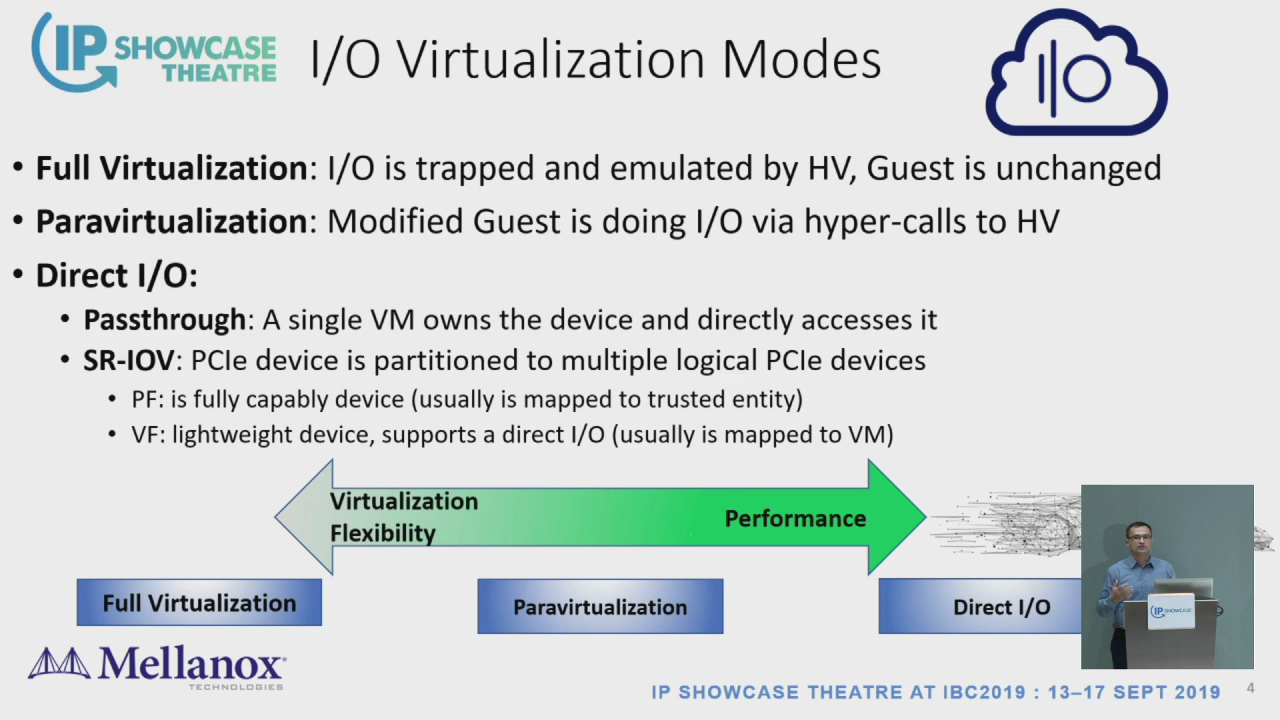 IP SHOWCASE THEATRE
I/O Virtualization Modes
I/O
• Full Virtualization: I/O is trapped and emulated by HV, Guest is unchanged
• Paravirtualization: Modified Guest is doing I/O via hyper-calls to HV
• Direct I/O:
• Passthrough: A single VM owns the device and directly accesses it
• SR-IOV: PCIe device is partitioned to multiple logical PCIe devices
• PF: is fully capably device (usually is mapped to trusted entity)
• VF: lightweight device, supports a direct I/O (usually is mapped to VM)
Virtualization
Flexibility
Performance
Full Virtualization
Paravirtualization
Direct I/O
IP SHOWCASE
Mellanox
TECHNOLOGIES
IP SHOWCASE THEATRE AT IBC2019 : 13–17 SEPT 2019
4